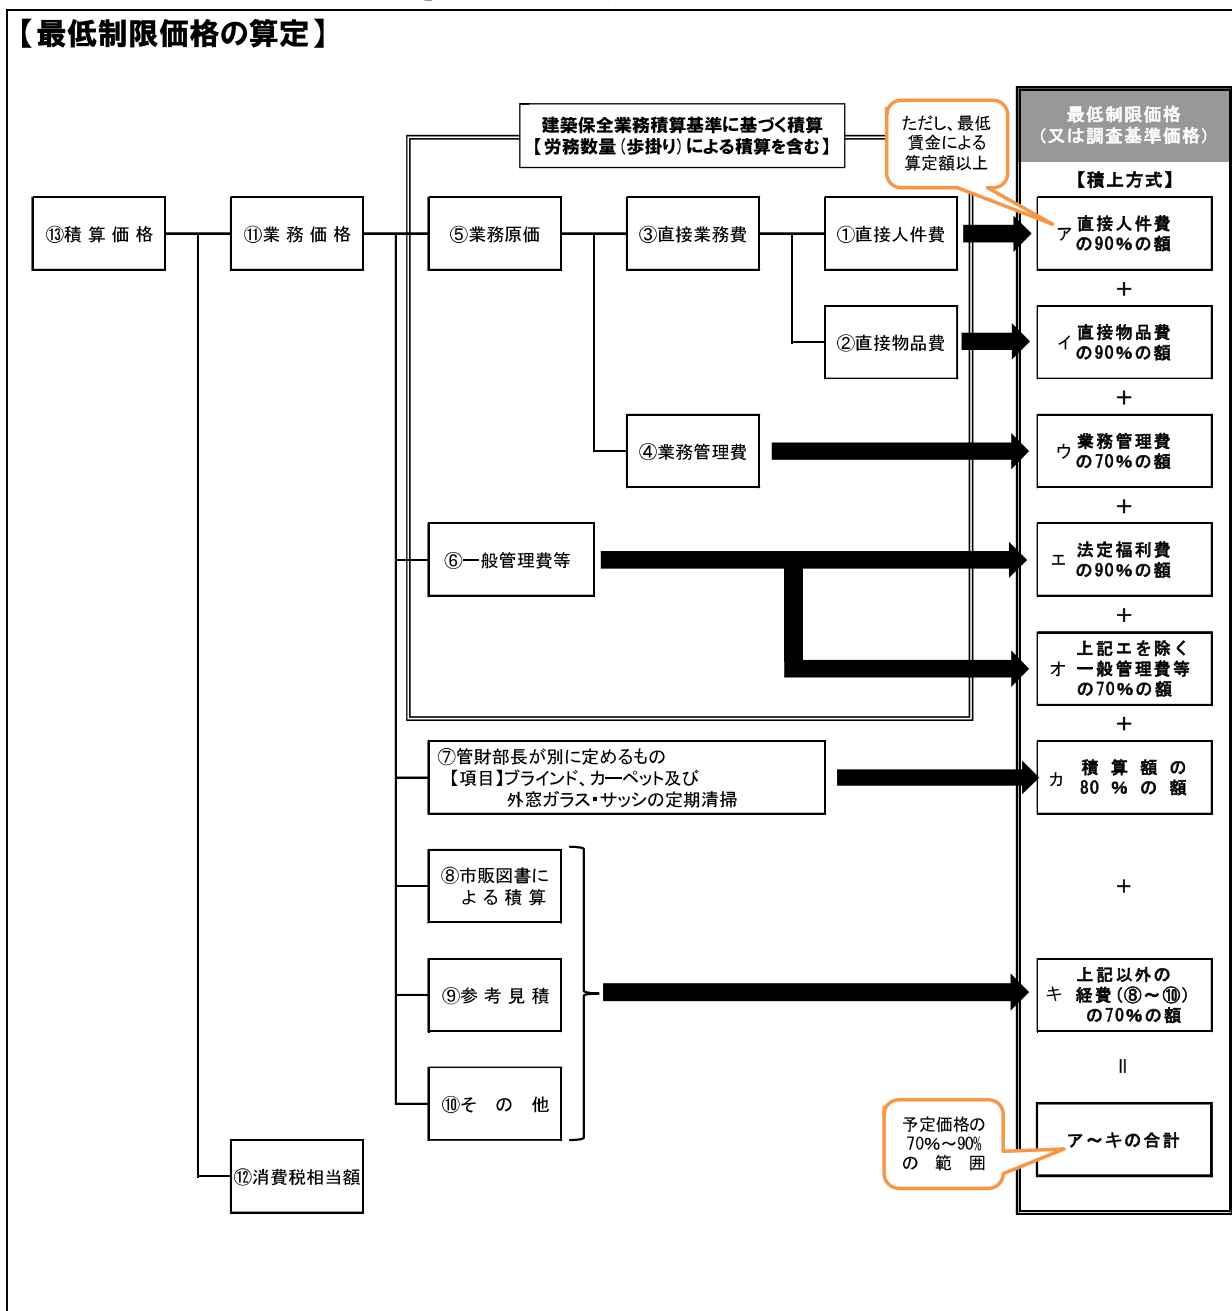 【最低制限価格の算定】
建築保全業務積算基準に基づく積算
【労務数量(歩掛り)による積算を含む】
ただし、最低
賃金による
算定額以上
最低制限価格
(又は調査基準価格)
【積上方式】
⑬積算価格
⑪業務価格
⑤業務原価
③直接業務費
①直接人件費
ア 直接人件費
の90%の額
+
②直接物品費
イ 直接物品費
の90%の額
+
④業務管理費
ウ 業務管理費
の70%の額
+
⑥一般管理費等
エ 法定福利費
の90%の額
+
上記エを除く
オ 一般管理費等
の70%の額
+
⑦管財部長が別に定めるもの
【項目】ブラインド、カーペット及び
外窓ガラス・サッシの定期清掃
カ 積算額の
80%の額
⑧市販図書に
よる積算
+
⑨参考見積
上記以外の
キ 経費(⑧～⑩)
の70%の額
=
⑩その他
予定価格の
70%～90%
の範囲
ア～キの合計
⑫消費税相当額